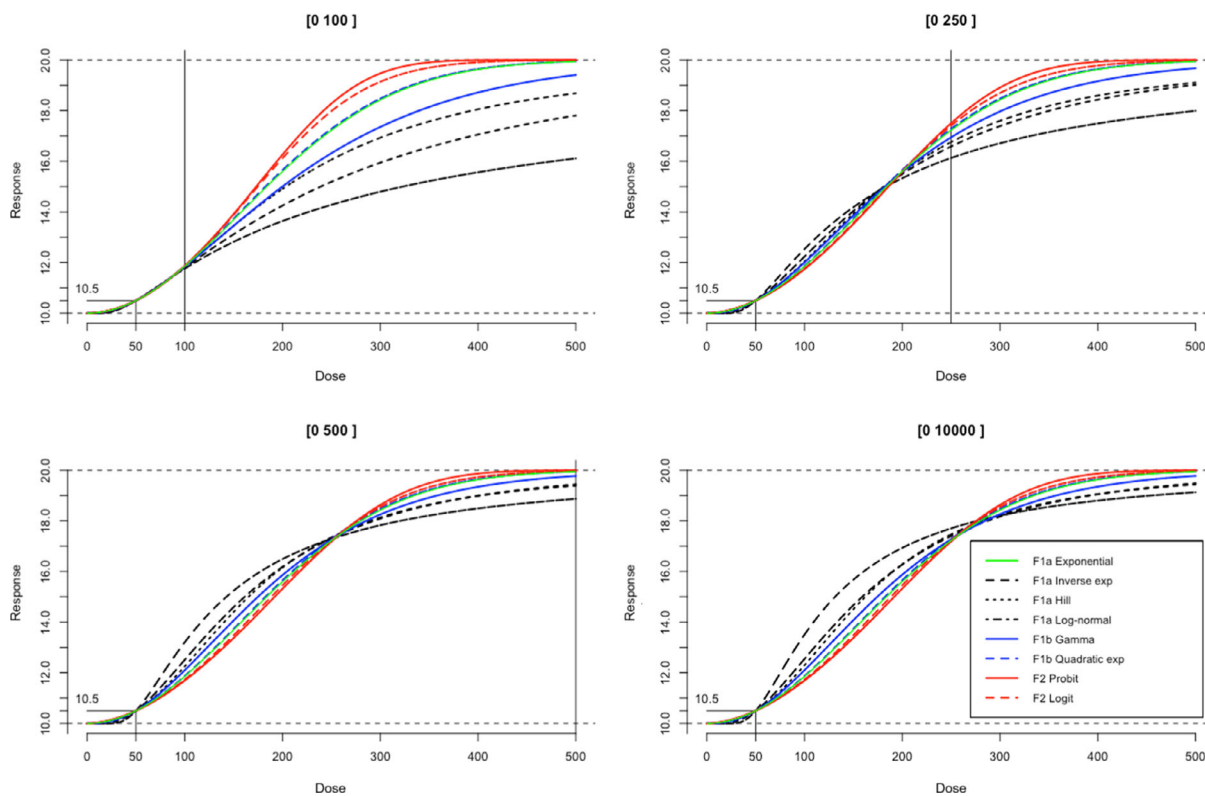 [0 100 ]
Response
20.0
18.0
16.0
14.0
12.0
10.0
10.5
0 50 100 200 300 400 500
Dose
[0 250 ]
Response
20.0
18.0
16.0
14.0
12.0
10.0
10.5
0 50 100 200 300 400 500
Dose
[0 500 ]
Response
20.0
18.0
16.0
14.0
12.0
10.0
10.5
0 50 100 200 300 400 500
Dose
[0 10000 ]
Response
20.0
18.0
16.0
14.0
12.0
10.0
10.5
F1a Exponential
F1a Inverse exp
F1a Hill
F1a Log-normal
F1b Gamma
F1b Quadratic exp
F2 Probit
F2 Logit
0 50 100 200 300 400 500
Dose